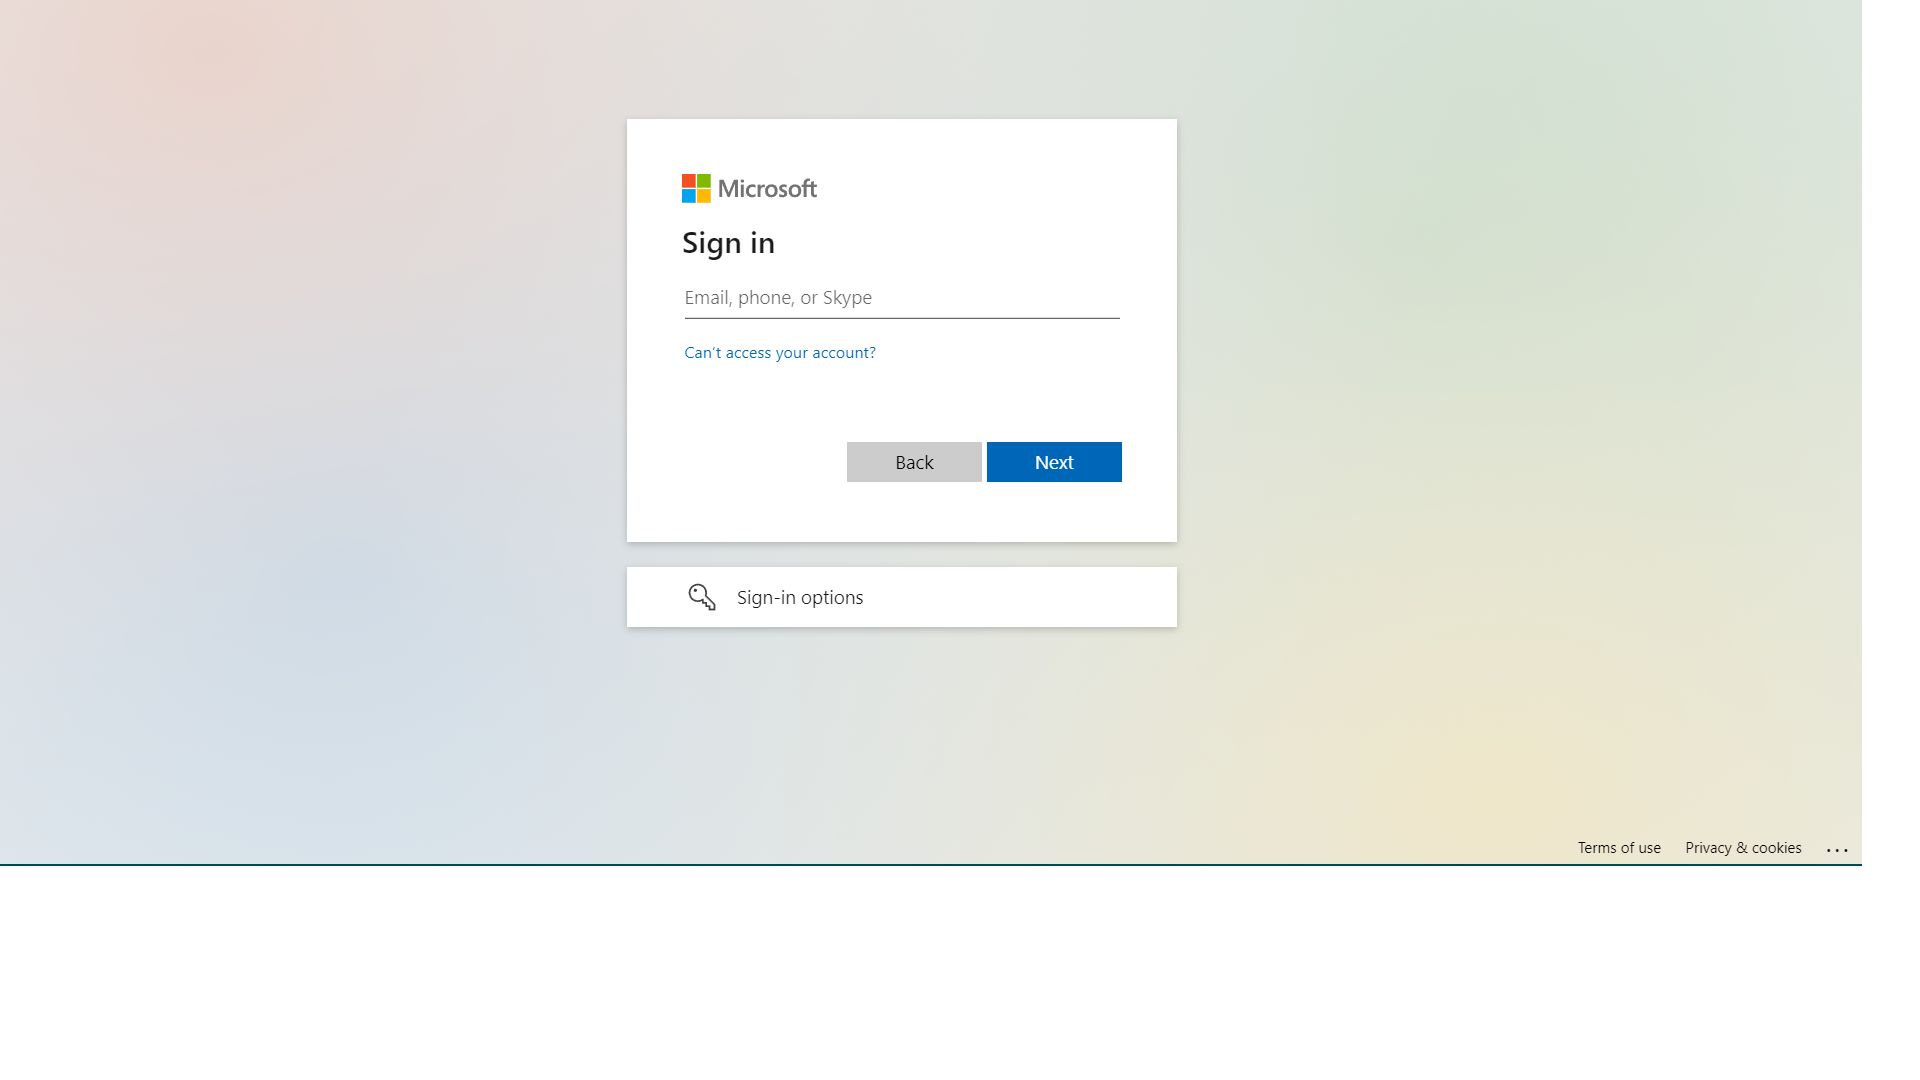 Microsoft
Sign in
Email, phone, or Skype
Can't access your account?
Back
Next
Sign-in options
Terms of use
Privacy & cookies
...